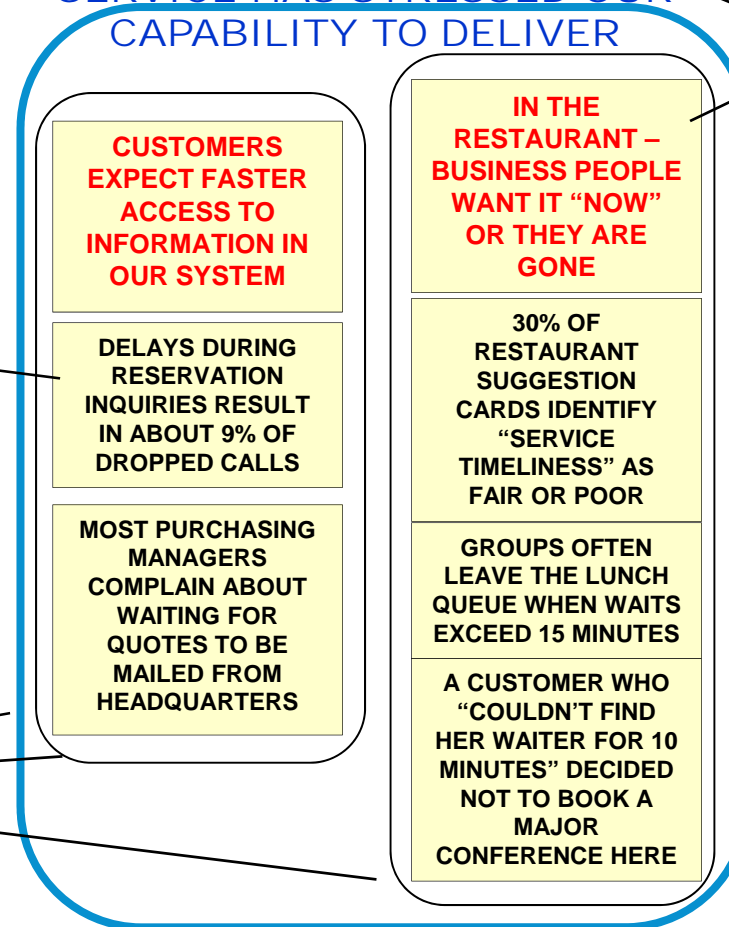 SERVICE HAS STRESSED OUR
CAPABILITY TO DELIVER
CUSTOMERS
EXPECT FASTER
ACCESS TO
INFORMATION IN
OUR SYSTEM
DELAYS DURING
RESERVATION
INQUIRIES RESULT
IN ABOUT 9% OF
DROPPED CALLS
MOST PURCHASING
MANAGERS
COMPLAIN ABOUT
WAITING FOR
QUOTES TO BE
MAILED FROM
HEADQUARTERS
IN THE
RESTAURANT –
BUSINESS PEOPLE
WANT IT “NOW”
OR THEY ARE
GONE
30% OF
RESTAURANT
SUGGESTION
CARDS IDENTIFY
“SERVICE
TIMELINESS” AS
FAIR OR POOR
GROUPS OFTEN
LEAVE THE LUNCH
QUEUE WHEN WAITS
EXCEED 15 MINUTES
A CUSTOMER WHO
“COULDN’T FIND
HER WAITER FOR 10
MINUTES” DECIDED
NOT TO BOOK A
MAJOR
CONFERENCE HERE